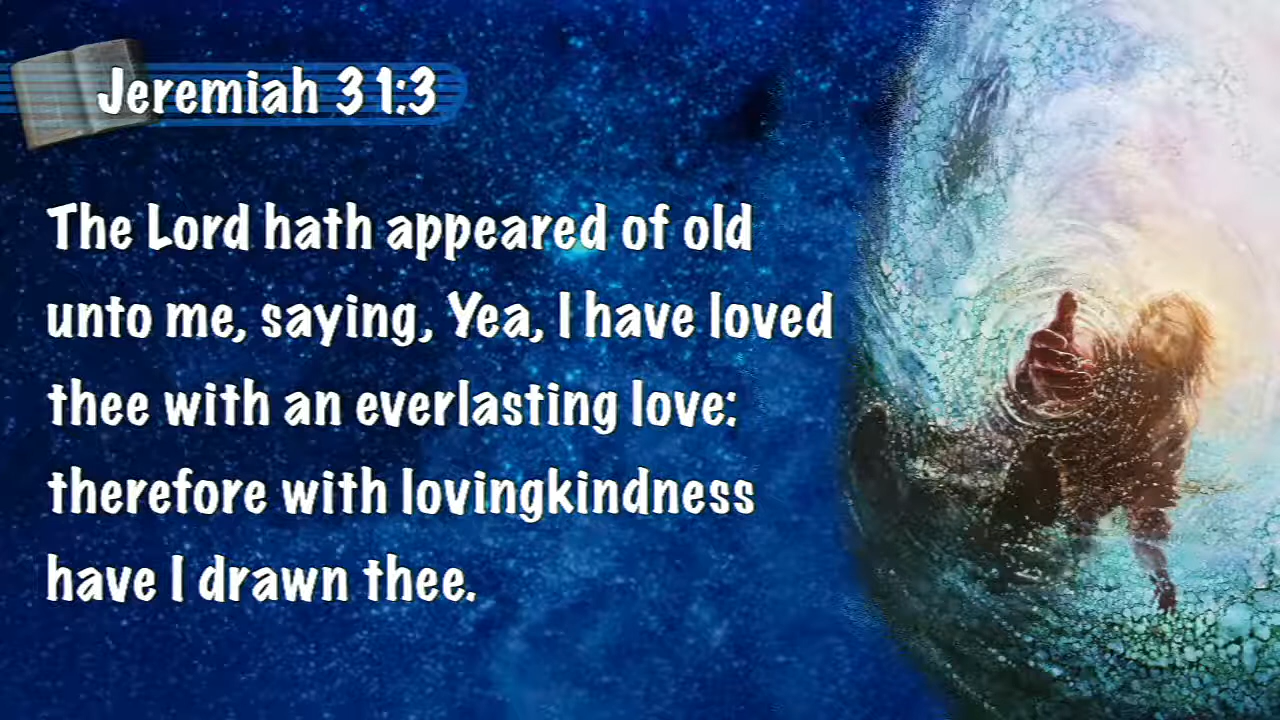 Jeremiah 31:3
The Lord hath appeared of old
unto me, saying, Yea, I have loved
thee with an everlasting love:
therefore with lovingkindness
have I drawn thee.